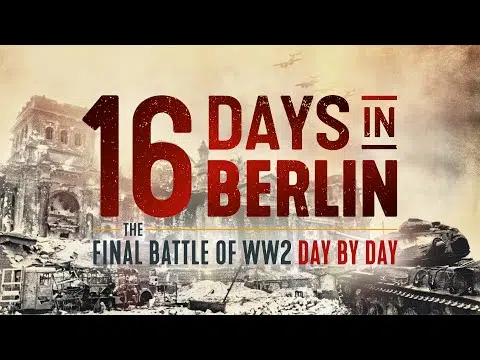 16 DAYS IN
BERLIN
THE
FINAL BATTLE OF WW2 DAY BY DAY